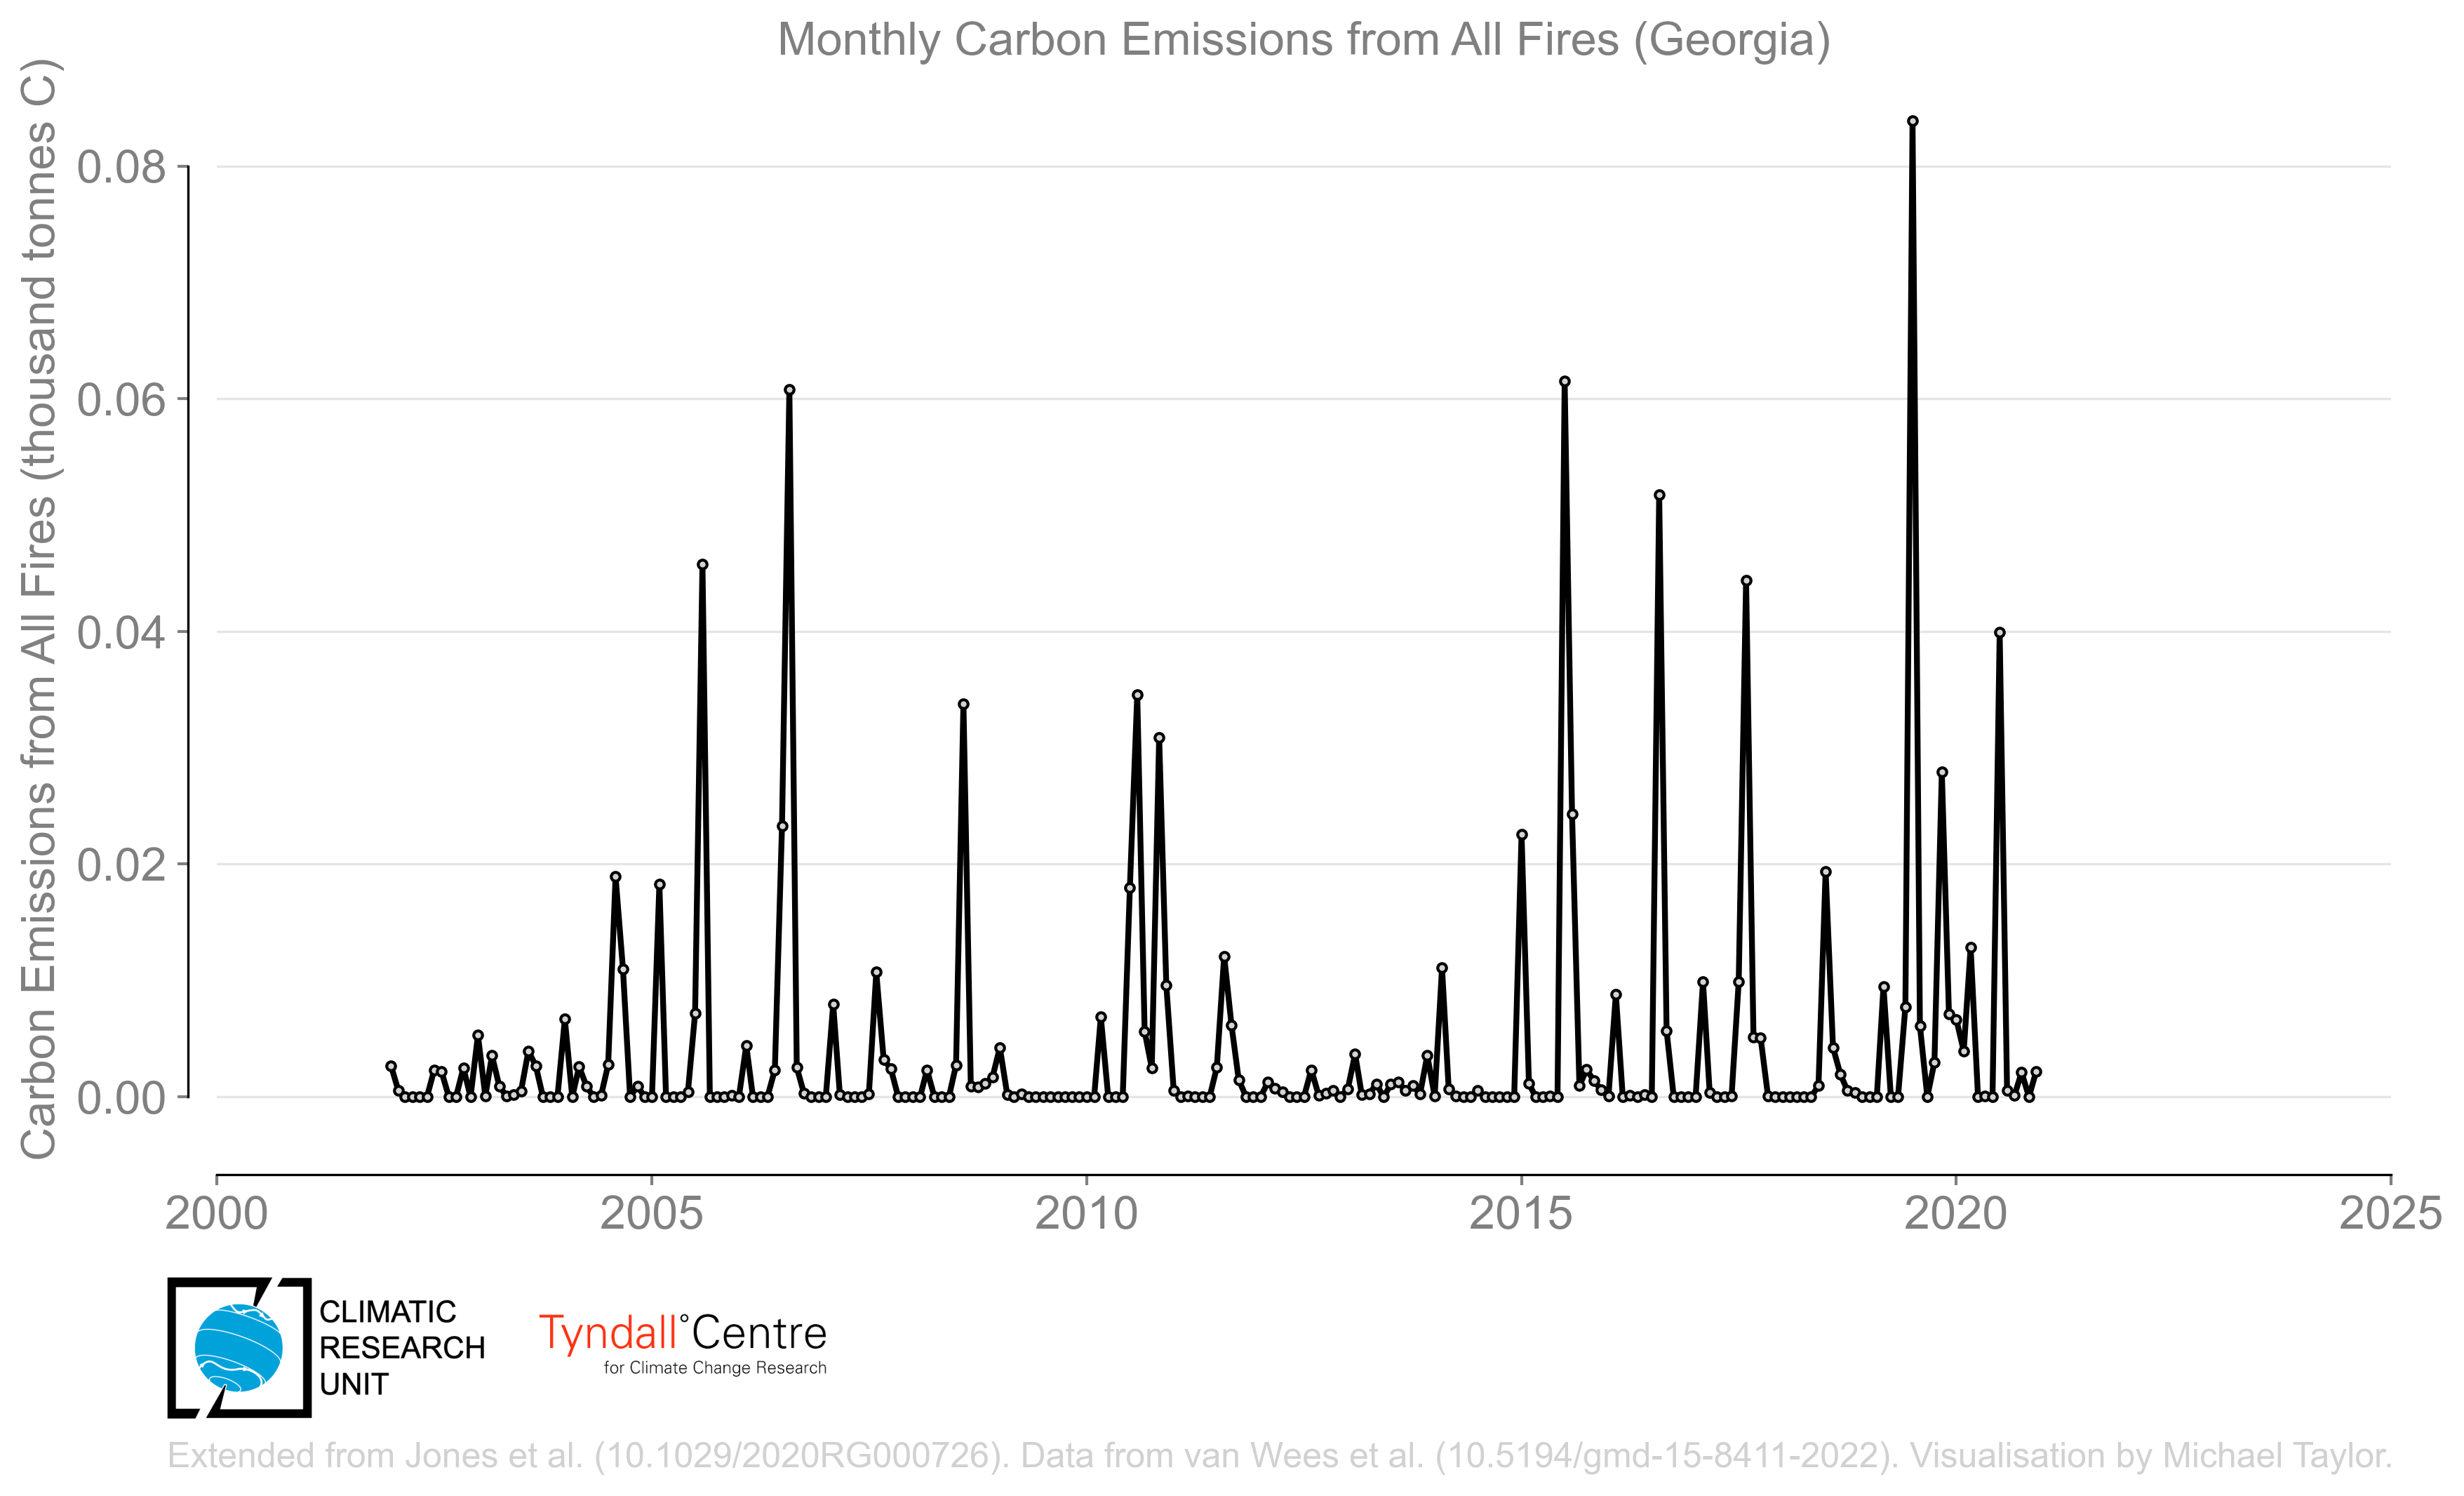 Monthly Carbon Emissions from All Fires (Georgia)
Carbon Emissions from All Fires (thousand tonnes C)
0.08
0.06
0.04
0.02
0.00
2000 2005 2010 2015 2020 2025
CLIMATIC
RESEARCH
UNIT
Tyndall°Centre
for Climate Change Research
Extended from Jones et al. (10.1029/2020RG000726). Data from van Wees et al. (10.5194/gmd-15-8411-2022). Visualisation by Michael Taylor.